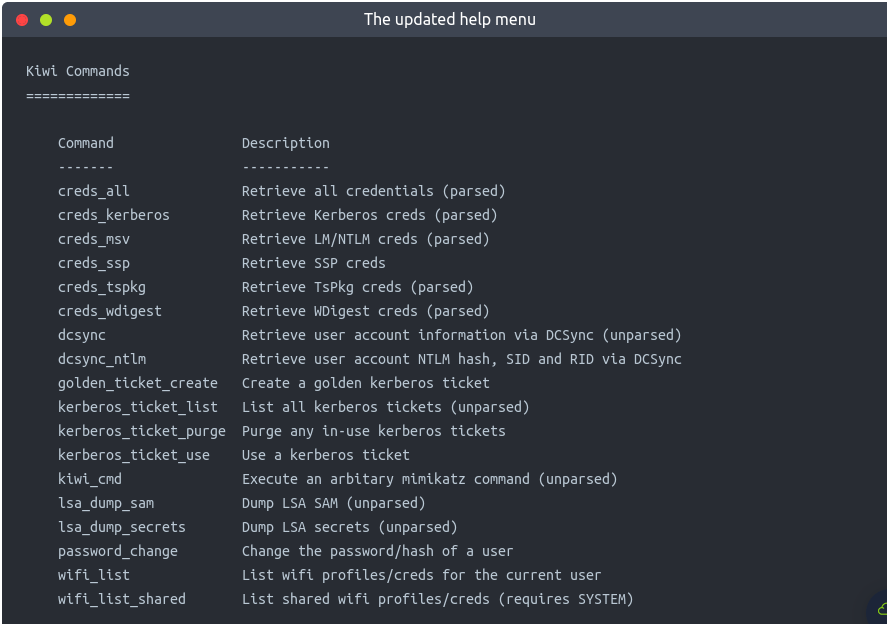 The updated help menu
Kiwi Commands
=============
Command Description
------- -----------
creds_all Retrieve all credentials (parsed)
creds_kerberos Retrieve Kerberos creds (parsed)
creds_msv Retrieve LM/NTLM creds (parsed)
creds_ssp Retrieve SSP creds
creds_tspkg Retrieve TsPkg creds (parsed)
creds_wdigest Retrieve WDigest creds (parsed)
dcsync Retrieve user account information via DCSync (unparsed)
dcsync_ntlm Retrieve user account NTLM hash, SID and RID via DCSync
golden_ticket_create Create a golden kerberos ticket
kerberos_ticket_list List all kerberos tickets (unparsed)
kerberos_ticket_purge Purge any in-use kerberos tickets
kerberos_ticket_use Use a kerberos ticket
kiwi_cmd Execute an arbitary mimikatz command (unparsed)
lsa_dump_sam Dump LSA SAM (unparsed)
lsa_dump_secrets Dump LSA secrets (unparsed)
password_change Change the password/hash of a user
wifi_list List wifi profiles/creds for the current user
wifi_list_shared List shared wifi profiles/creds (requires SYSTEM)